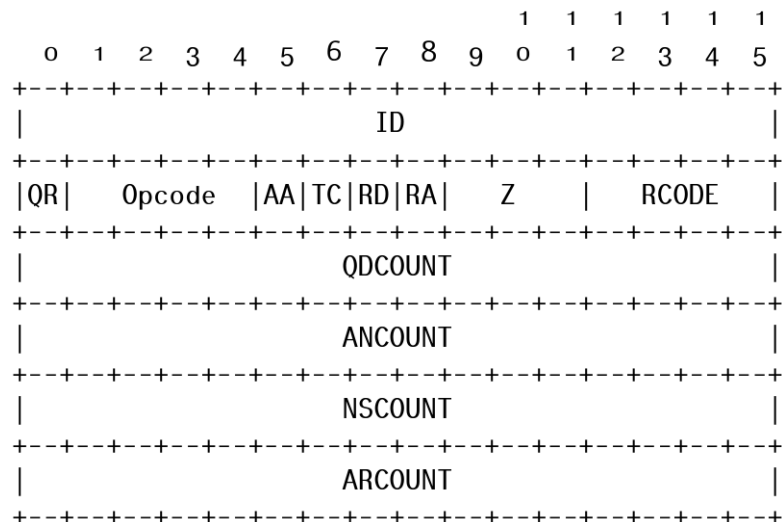 1  1  1  1  1  1
  0  1  2  3  4  5  6  7  8  9  0  1  2  3  4  5
+--+--+--+--+--+--+--+--+--+--+--+--+--+--+--+--+
|                      ID                       |
+--+--+--+--+--+--+--+--+--+--+--+--+--+--+--+--+
|QR|   Opcode  |AA|TC|RD|RA|   Z    |   RCODE   |
+--+--+--+--+--+--+--+--+--+--+--+--+--+--+--+--+
|                    QDCOUNT                    |
+--+--+--+--+--+--+--+--+--+--+--+--+--+--+--+--+
|                    ANCOUNT                    |
+--+--+--+--+--+--+--+--+--+--+--+--+--+--+--+--+
|                    NSCOUNT                    |
+--+--+--+--+--+--+--+--+--+--+--+--+--+--+--+--+
|                    ARCOUNT                    |
+--+--+--+--+--+--+--+--+--+--+--+--+--+--+--+--+